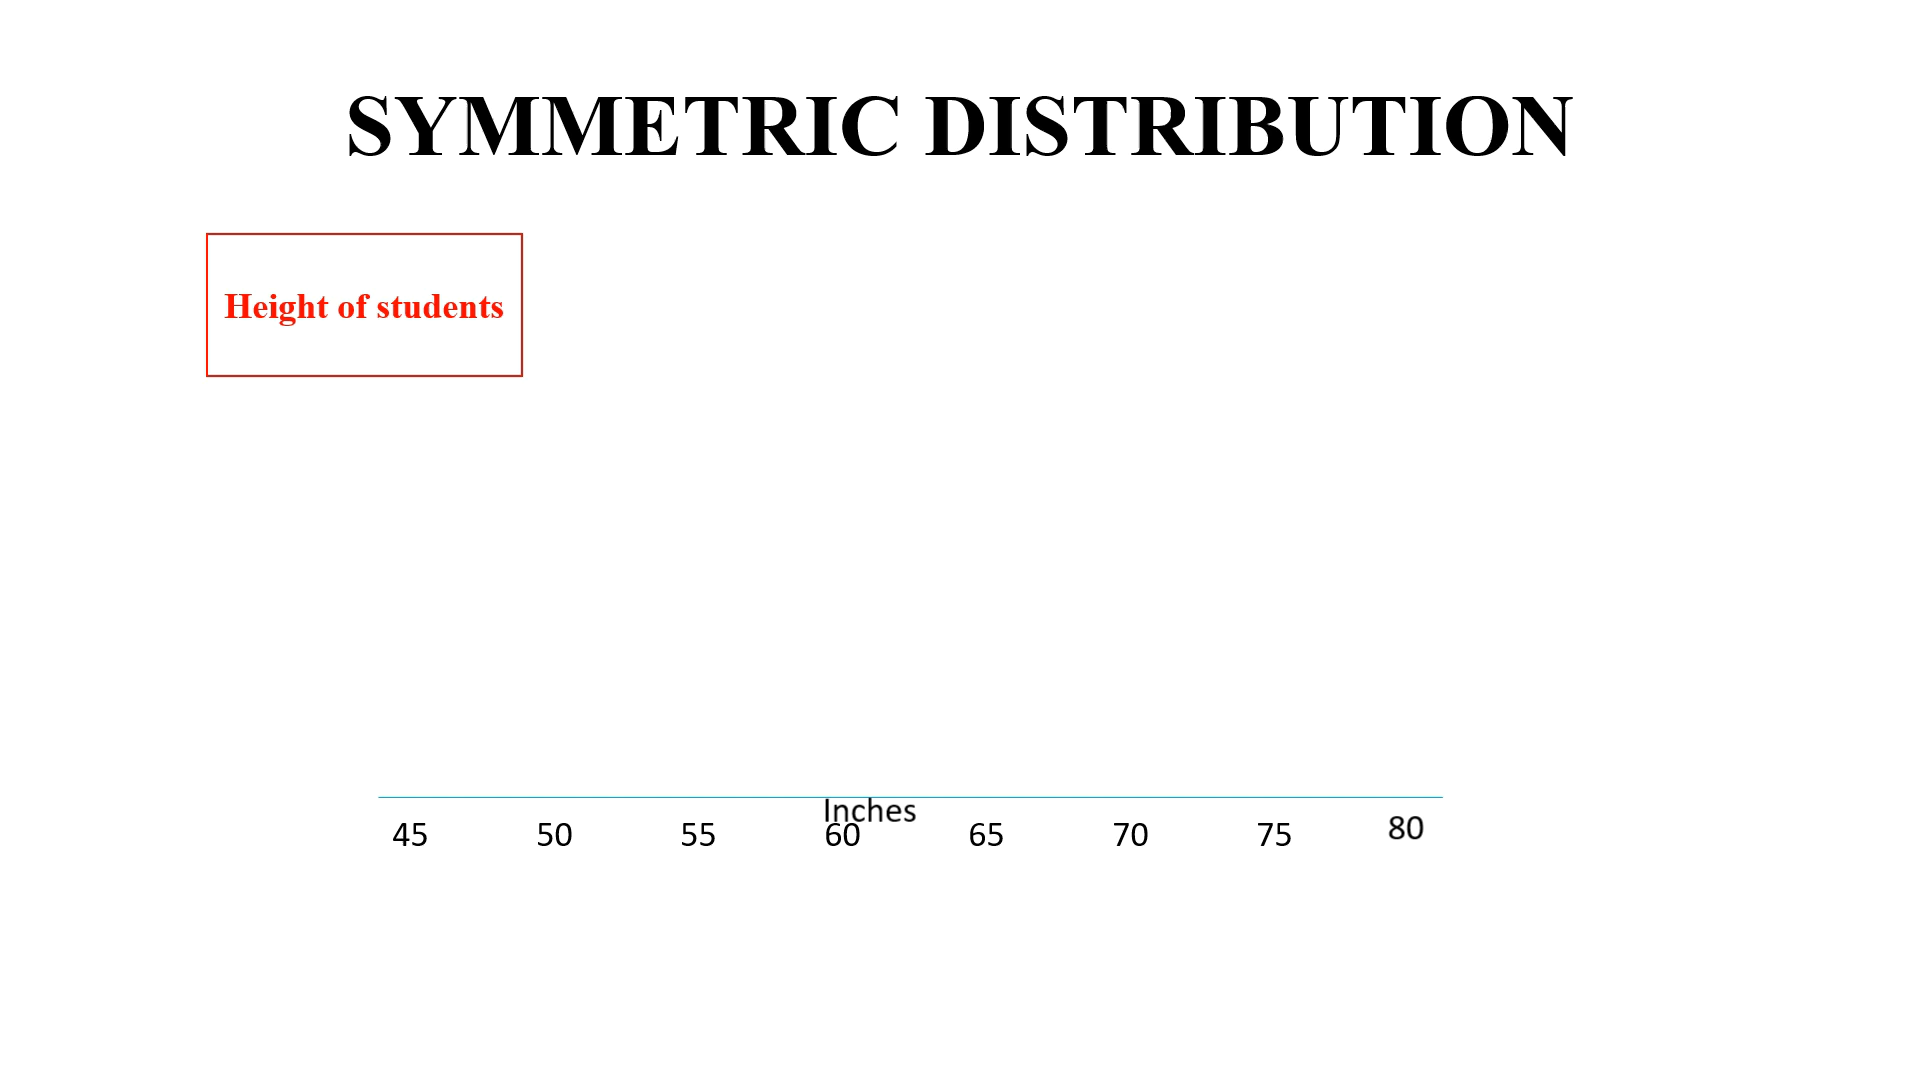 SYMMETRIC DISTRIBUTION
Height of students
Inches
45 50 55 60 65 70 75 80